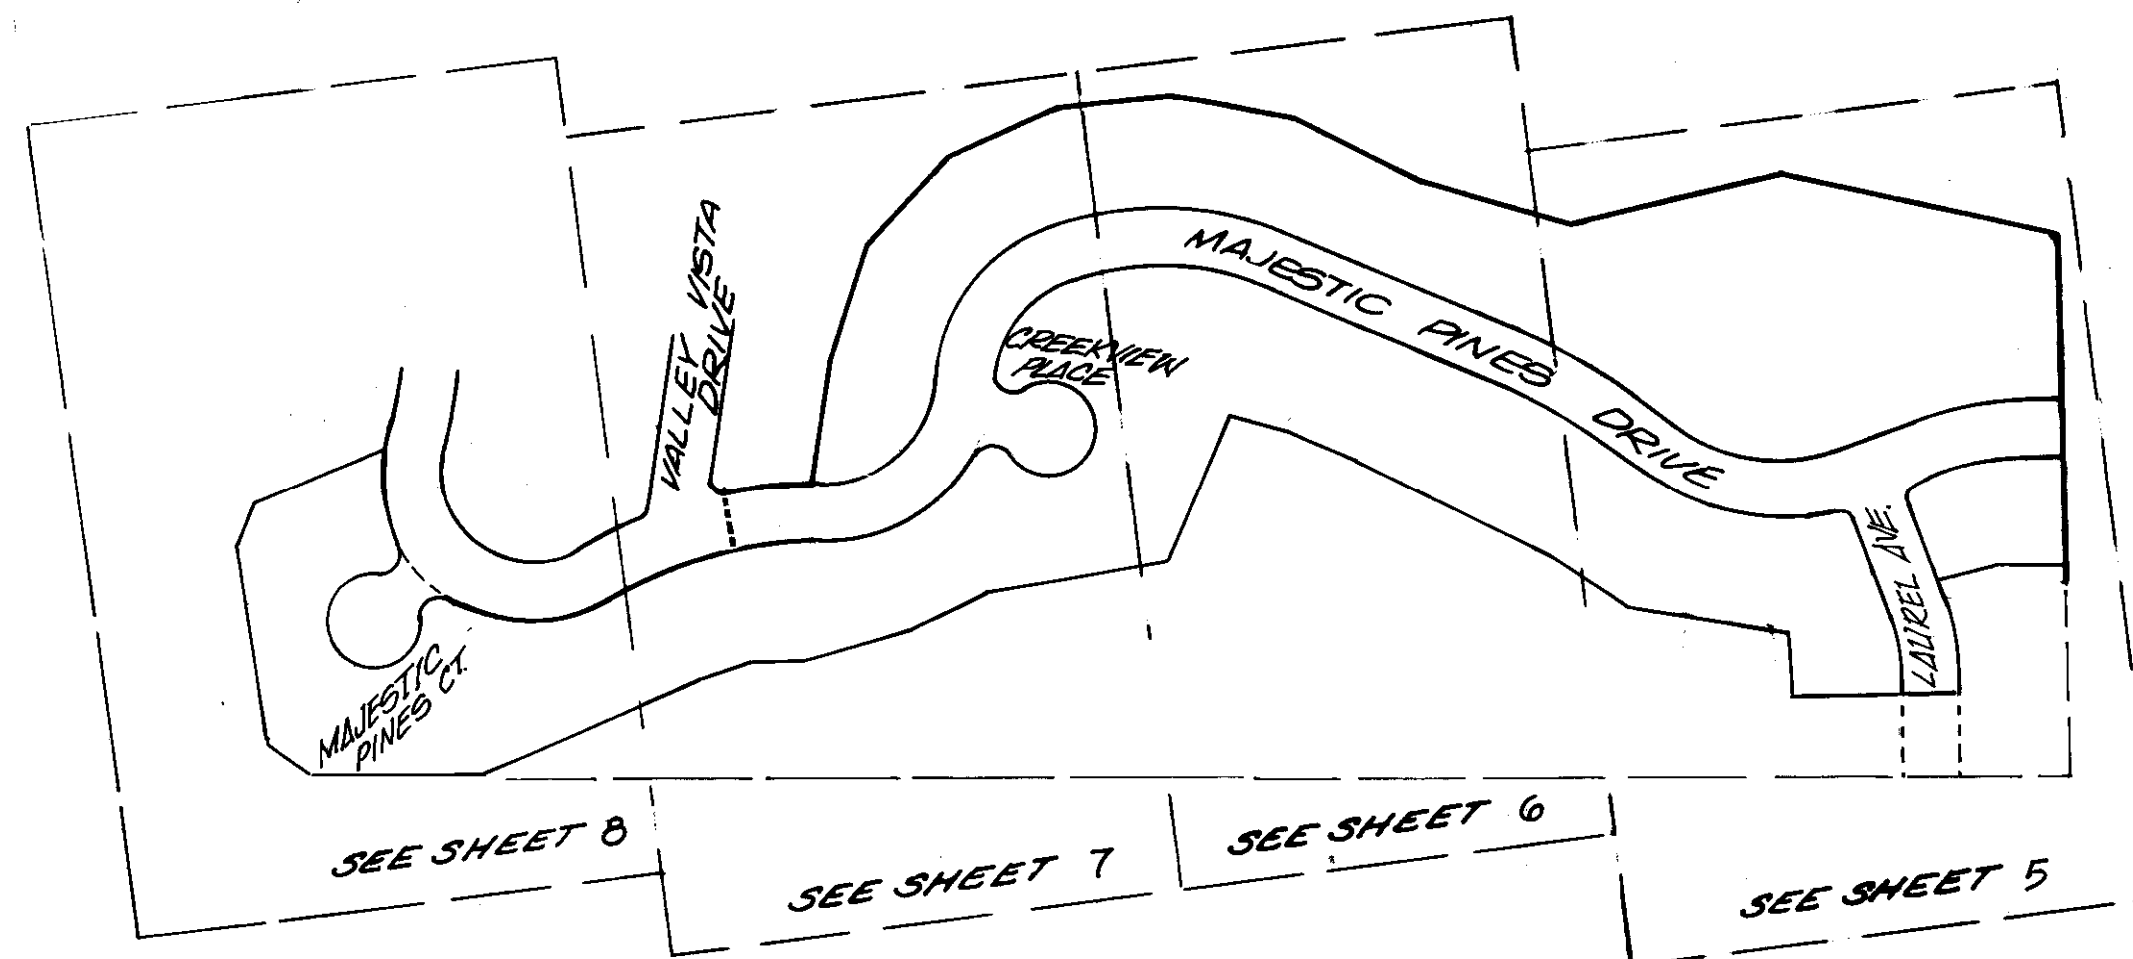 VALLEY VISTA
DRIVE
MAJESTIC PINES DRIVE
CREEKVIEW
PLACE
LAUREL AVE.
MAJESTIC
PINES CT.
SEE SHEET 8
SEE SHEET 7
SEE SHEET 6
SEE SHEET 5